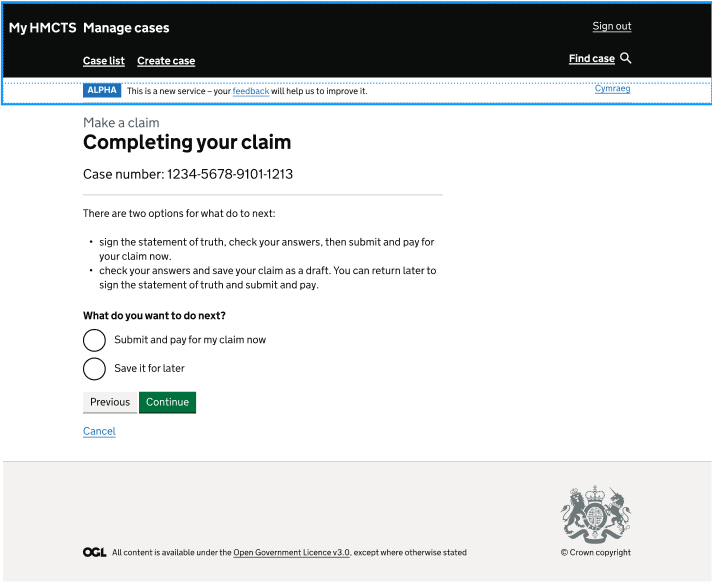 My HMCTS Manage cases
Sign out
Case list Create case
Find case
ALPHA This is a new service – your feedback will help us to improve it.
Cymraeg
Make a claim
Completing your claim
Case number: 1234-5678-9101-1213
There are two options for what do to next:
• sign the statement of truth, check your answers, then submit and pay for
your claim now.
• check your answers and save your claim as a draft. You can return later to
sign the statement of truth and submit and pay.
What do you want to do next?
Submit and pay for my claim now
Save it for later
Previous Continue
Cancel
OGL All content is available under the Open Government Licence v3.0, except where otherwise stated
© Crown copyright